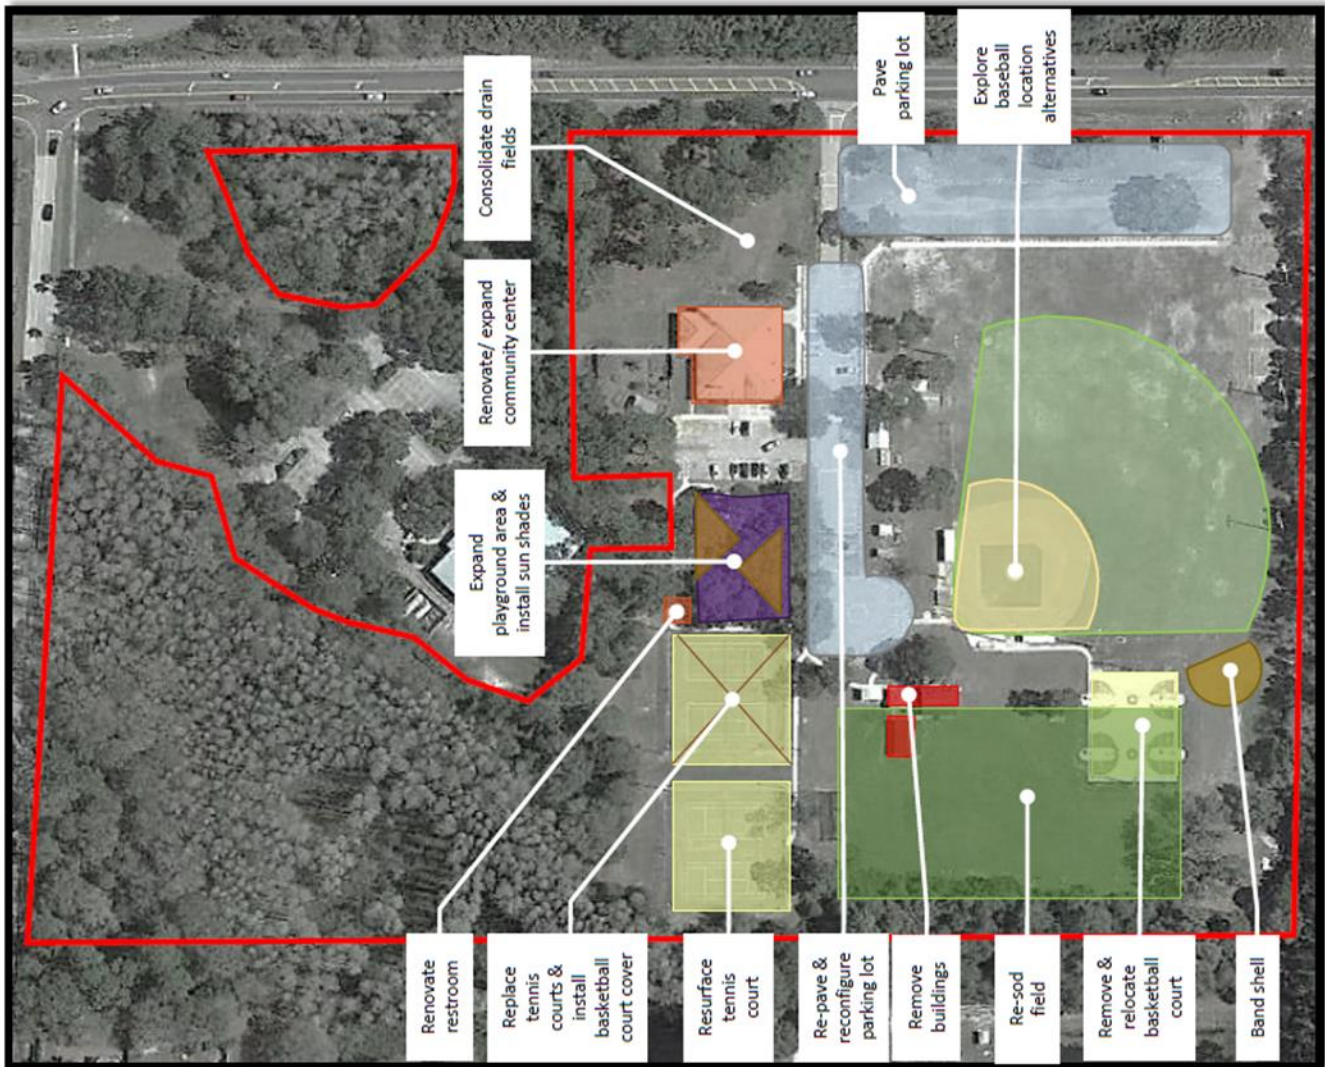 Consolidate drain
fields
Renovate/ expand
community center
Expand
playground area &
install sun shades
Pave
parking lot
Explore
baseball
location
alternatives
Renovate
restroom
Replace
tennis
courts &
install
basketball
court cover
Resurface
tennis
court
Re-pave &
reconfigure
parking lot
Remove
buildings
Re-sod
field
Remove &
relocate
basketball
court
Band shell